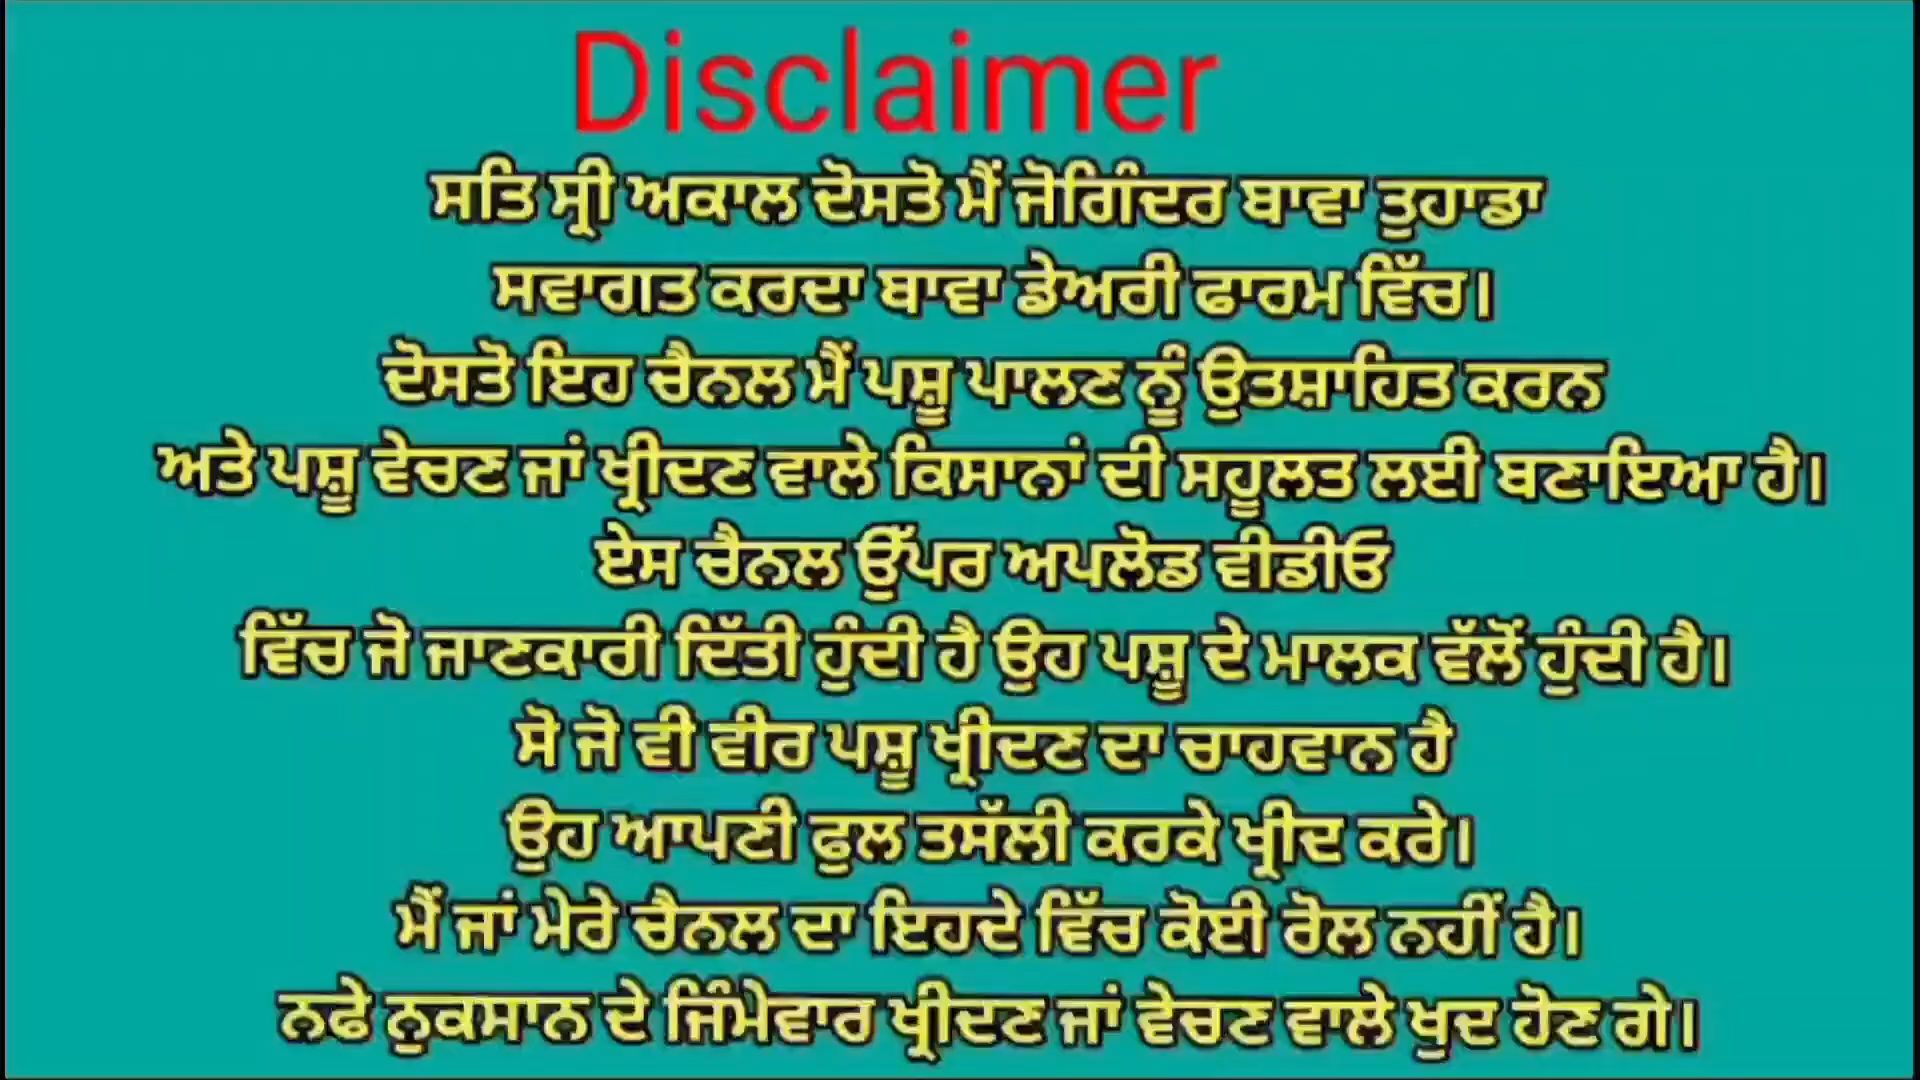 Disclaimer
ਸਤਿ ਸ੍ਰੀ ਅਕਾਲ ਦੋਸਤੋ ਮੈਂ ਜੋਗਿੰਦਰ ਬਾਵਾ ਤੁਹਾਡਾ
ਸਵਾਗਤ ਕਰਦਾ ਬਾਵਾ ਡੇਅਰੀ ਫਾਰਮ ਵਿੱਚ।
ਦੋਸਤੋ ਇਹ ਚੈਨਲ ਮੈਂ ਪਸ਼ੂ ਪਾਲਣ ਨੂੰ ਉਤਸ਼ਾਹਿਤ ਕਰਨ
ਅਤੇ ਪਸ਼ੂ ਵੇਚਣ ਜਾਂ ਖ੍ਰੀਦਣ ਵਾਲੇ ਕਿਸਾਨਾਂ ਦੀ ਸਹੂਲਤ ਲਈ ਬਣਾਇਆ ਹੈ।
ਏਸ ਚੈਨਲ ਉੱਪਰ ਅਪਲੋਡ ਵੀਡੀਓ
ਵਿੱਚ ਜੋ ਜਾਣਕਾਰੀ ਦਿੱਤੀ ਹੁੰਦੀ ਹੈ ਉਹ ਪਸ਼ੂ ਦੇ ਮਾਲਕ ਵੱਲੋਂ ਹੁੰਦੀ ਹੈ।
ਸੋ ਜੋ ਵੀ ਵੀਰ ਪਸ਼ੂ ਖ੍ਰੀਦਣ ਦਾ ਚਾਹਵਾਨ ਹੈ
ਉਹ ਆਪਣੀ ਫੁਲ ਤਸੱਲੀ ਕਰਕੇ ਖ੍ਰੀਦ ਕਰੇ।
ਮੈਂ ਜਾਂ ਮੇਰੇ ਚੈਨਲ ਦਾ ਇਹਦੇ ਵਿੱਚ ਕੋਈ ਰੋਲ ਨਹੀਂ ਹੈ।
ਨਫੇ ਨੁਕਸਾਨ ਦੇ ਜਿੰਮੇਵਾਰ ਖ੍ਰੀਦਣ ਜਾਂ ਵੇਚਣ ਵਾਲੇ ਖੁਦ ਹੋਣ ਗੇ।